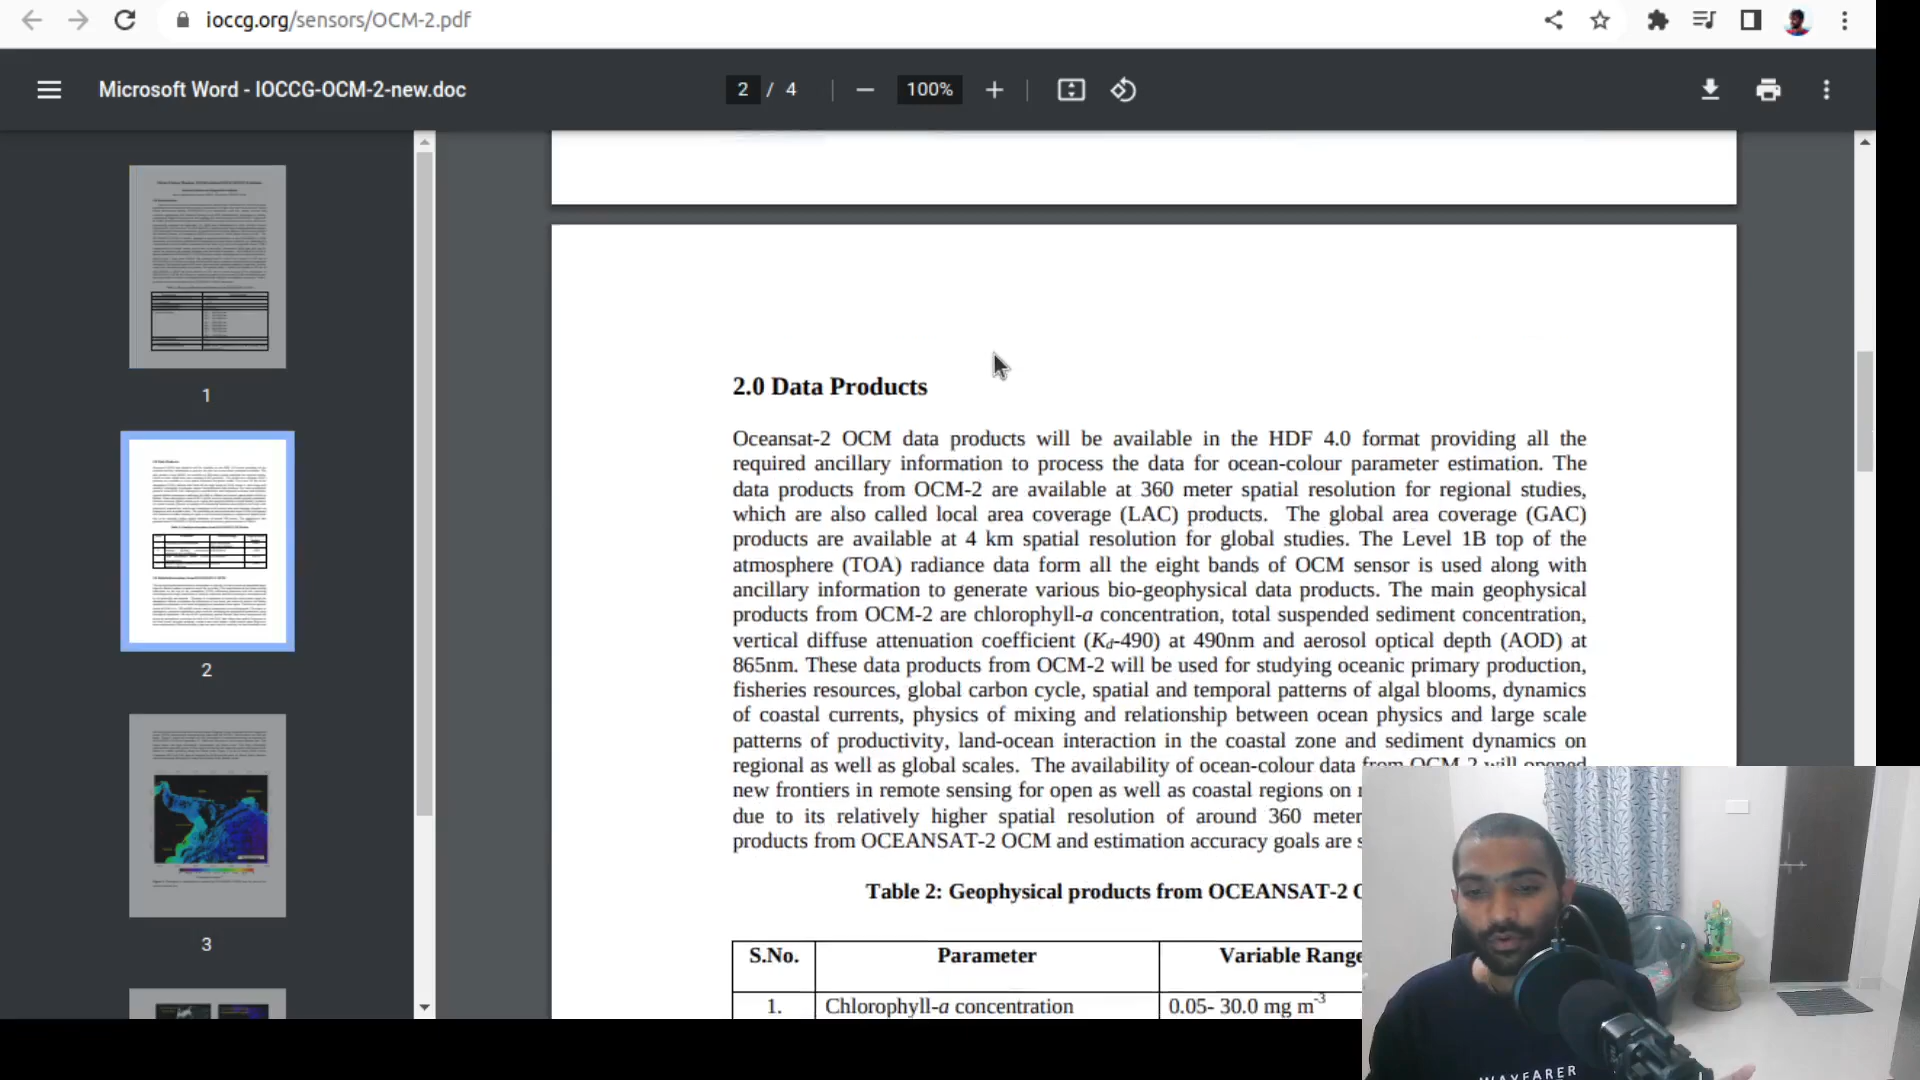 ioccg.org/sensors/OCM-2.pdf
Microsoft Word - IOCCG-OCM-2-new.doc
2 / 4
100%
1
2
3
2.0 Data Products
Oceansat-2 OCM data products will be available in the HDF 4.0 format providing all the
required ancillary information to process the data for ocean-colour parameter estimation. The
data products from OCM-2 are available at 360 meter spatial resolution for regional studies,
which are also called local area coverage (LAC) products. The global area coverage (GAC)
products are available at 4 km spatial resolution for global studies. The Level 1B top of the
atmosphere (TOA) radiance data form all the eight bands of OCM sensor is used along with
ancillary information to generate various bio-geophysical data products. The main geophysical
products from OCM-2 are chlorophyll-a concentration, total suspended sediment concentration,
vertical diffuse attenuation coefficient (Kd-490) at 490nm and aerosol optical depth (AOD) at
865nm. These data products from OCM-2 will be used for studying oceanic primary production,
fisheries resources, global carbon cycle, spatial and temporal patterns of algal blooms, dynamics
of coastal currents, physics of mixing and relationship between ocean physics and large scale
patterns of productivity, land-ocean interaction in the coastal zone and sediment dynamics on
regional as well as global scales. The availability of ocean-colour data from OCM-2 will opened
new frontiers in remote sensing for open as well as coastal regions on
due to its relatively higher spatial resolution of around 360 meter
products from OCEANSAT-2 OCM and estimation accuracy goals are
Table 2: Geophysical products from OCEANSAT-2
S.No. Parameter Variable Range
1. Chlorophyll-a concentration 0.05- 30.0 mg m-3
WAYFARER